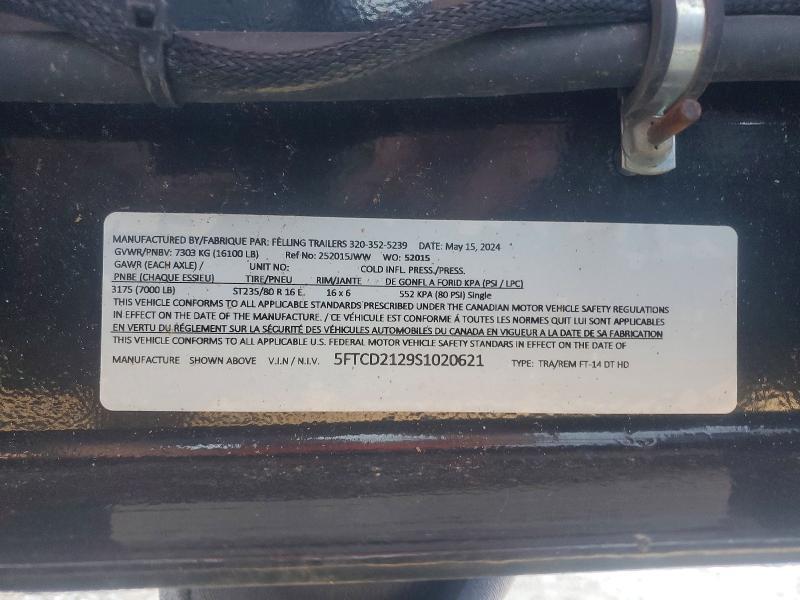 MANUFACTURED BY/FABRIQUE PAR: FELLING TRAILERS 320-352-5239 DATE: May 15, 2024
GVWR/PNBV: 7303 KG (16100 LB) Ref No: 252015JWW WO: 52015
GAWR (EACH AXLE) / UNIT NO: COLD INFL. PRESS./PRESS.
PNBE (CHAQUE ESSIEU) TIRE/PNEU RIM/JANTE DE GONFL A FORID KPA (PSI / LPC)
3175 (7000 LB) ST235/80 R 16 E. 16 x 6 552 KPA (80 PSI) Single
THIS VEHICLE CONFORMS TO ALL APPLICABLE STANDARDS PRESCRIBED UNDER THE CANADIAN MOTOR VEHICLE SAFETY REGULATIONS
IN EFFECT ON THE DATE OF THE MANUFACTURE. / CE VÉHICULE EST CONFORME Á TOUTES LES NORMES QUIT LUI SONT APPLICABLES
EN VERTU DU RÉGLEMENT SUR LA SÉCURITÉ DES VÉHICULES AUTOMOBILES DU CANADA EN VIGUEUR A LA DATE DE SA FABRICATION
THIS VEHICLE CONFORMS TO ALL APPLICABLE U.S. FEDERAL MOTOR VEHICLE SAFETY STANDARDS IN EFFECT ON THE DATE OF
MANUFACTURE SHOWN ABOVE V.I.N / N.I.V. 5FTCD2129S1020621 TYPE: TRA/REM FT-14 DT HD